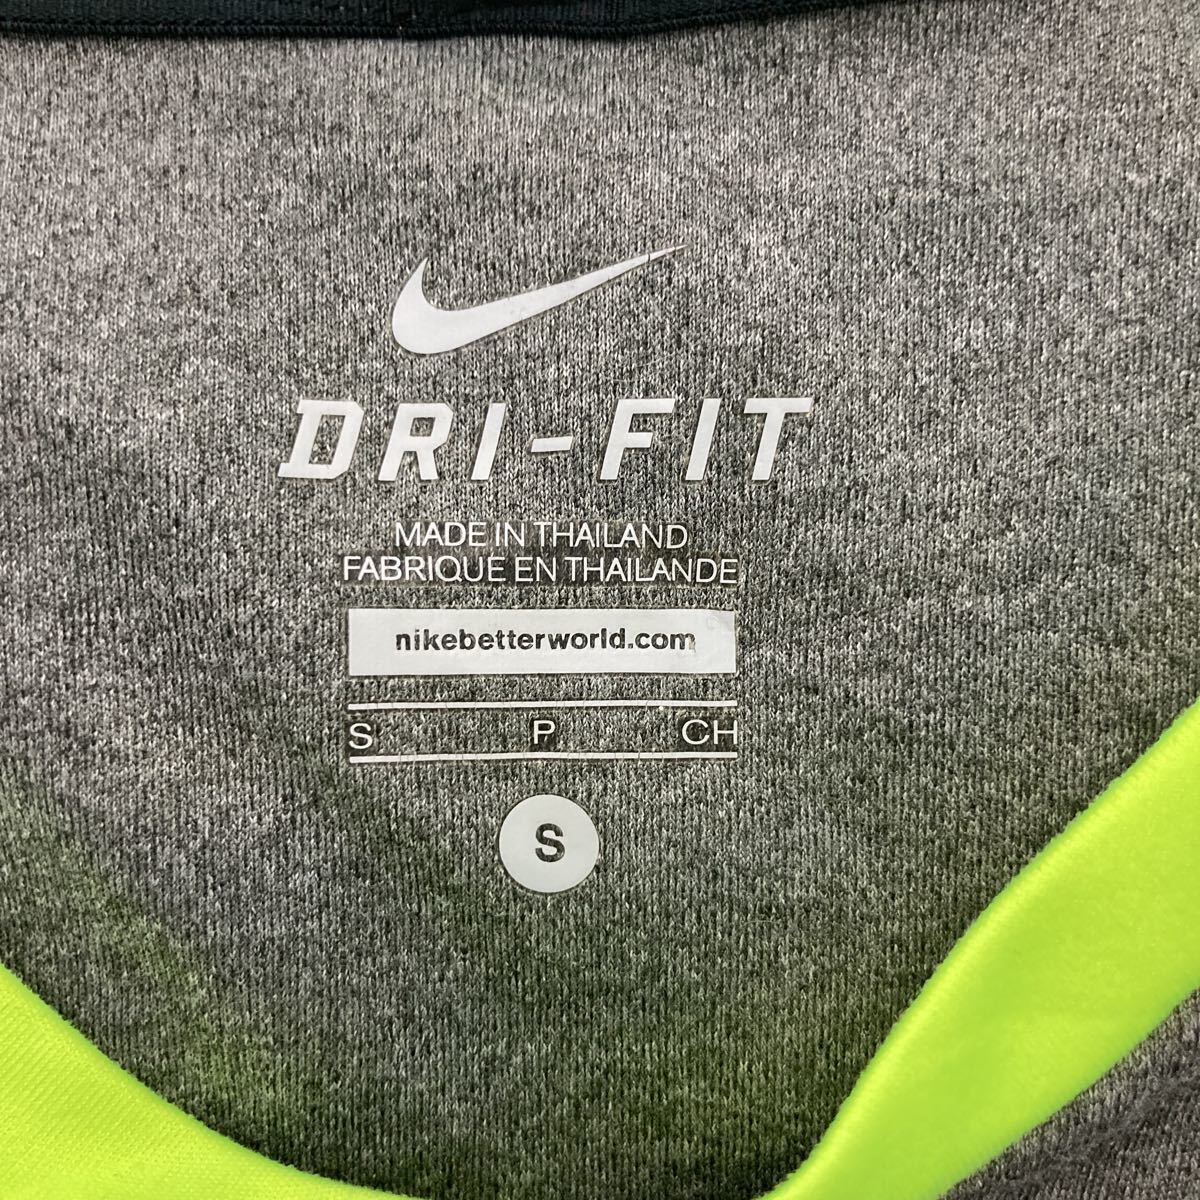 DRI-FIT
MADE IN THAILAND
FABRIQUE EN THAILANDE
nikebetterworld.com
S P CH
S